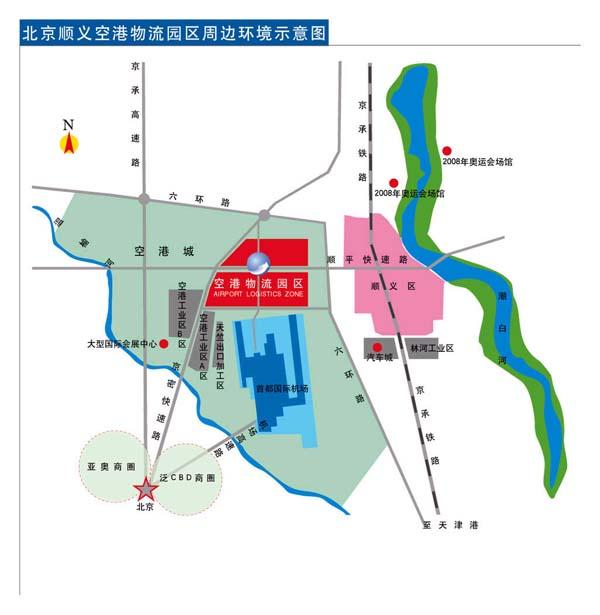 北京顺义空港物流园区周边环境示意图
N
京承高速路
京承铁路
2008年奥运会场馆
2008年奥运会场馆
六环路
温榆河
空港城
顺平快速路
空港物流园区
AIRPORT LOGISTICS ZONE
顺义区
潮白河
空港工业区B区
空港工业区A区
天竺出口加工区
大型国际会展中心
汽车城
林河工业区
六环路
京密快速路
首都国际机场
机场高速路
京承铁路
亚奥商圈
泛CBD商圈
北京
至天津港